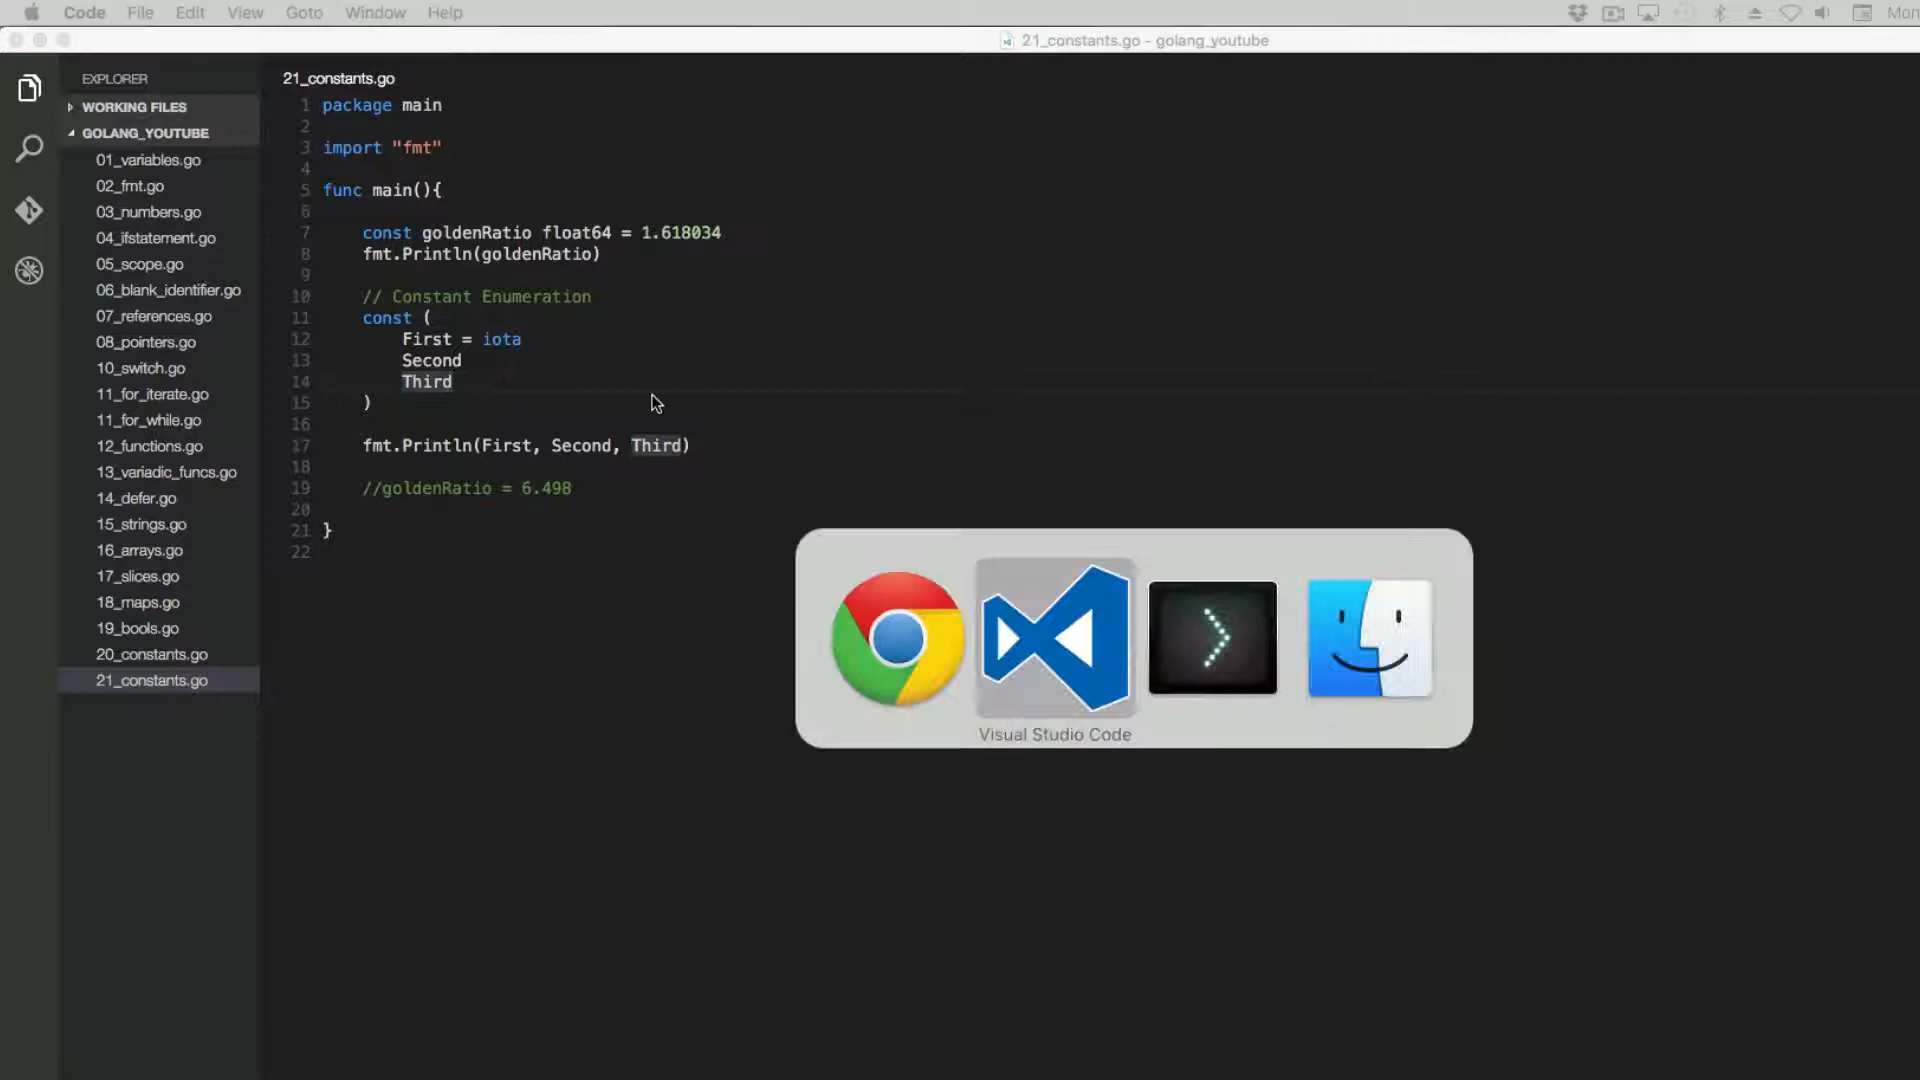 Code File Edit View Goto Window Help Mon
21_constants.go - golang_youtube
EXPLORER
WORKING FILES
GOLANG_YOUTUBE
01_variables.go
02_fmt.go
03_numbers.go
04_ifstatement.go
05_scope.go
06_blank_identifier.go
07_references.go
08_pointers.go
10_switch.go
11_for_iterate.go
11_for_while.go
12_functions.go
13_variadic_funcs.go
14_defer.go
15_strings.go
16_arrays.go
17_slices.go
18_maps.go
19_bools.go
20_constants.go
21_constants.go
21_constants.go
1 package main
2
3 import "fmt"
4
5 func main(){
6
7 const goldenRatio float64 = 1.618034
8 fmt.Println(goldenRatio)
9
10 // Constant Enumeration
11 const (
12 First = iota
13 Second
14 Third
15 )
16
17 fmt.Println(First, Second, Third)
18
19 //goldenRatio = 6.498
20
21 }
22
Visual Studio Code